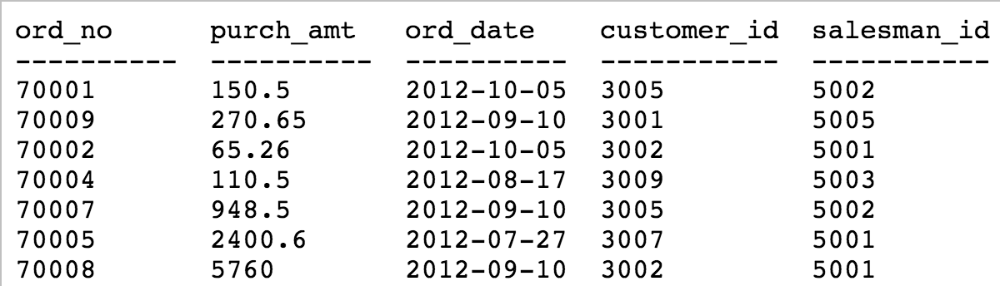 ord_no purch_amt ord_date customer_id salesman_id
---------- ---------- ---------- ----------- -----------
70001 150.5 2012-10-05 3005 5002
70009 270.65 2012-09-10 3001 5005
70002 65.26 2012-10-05 3002 5001
70004 110.5 2012-08-17 3009 5003
70007 948.5 2012-09-10 3005 5002
70005 2400.6 2012-07-27 3007 5001
70008 5760 2012-09-10 3002 5001